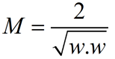 M = 2 / √w.w